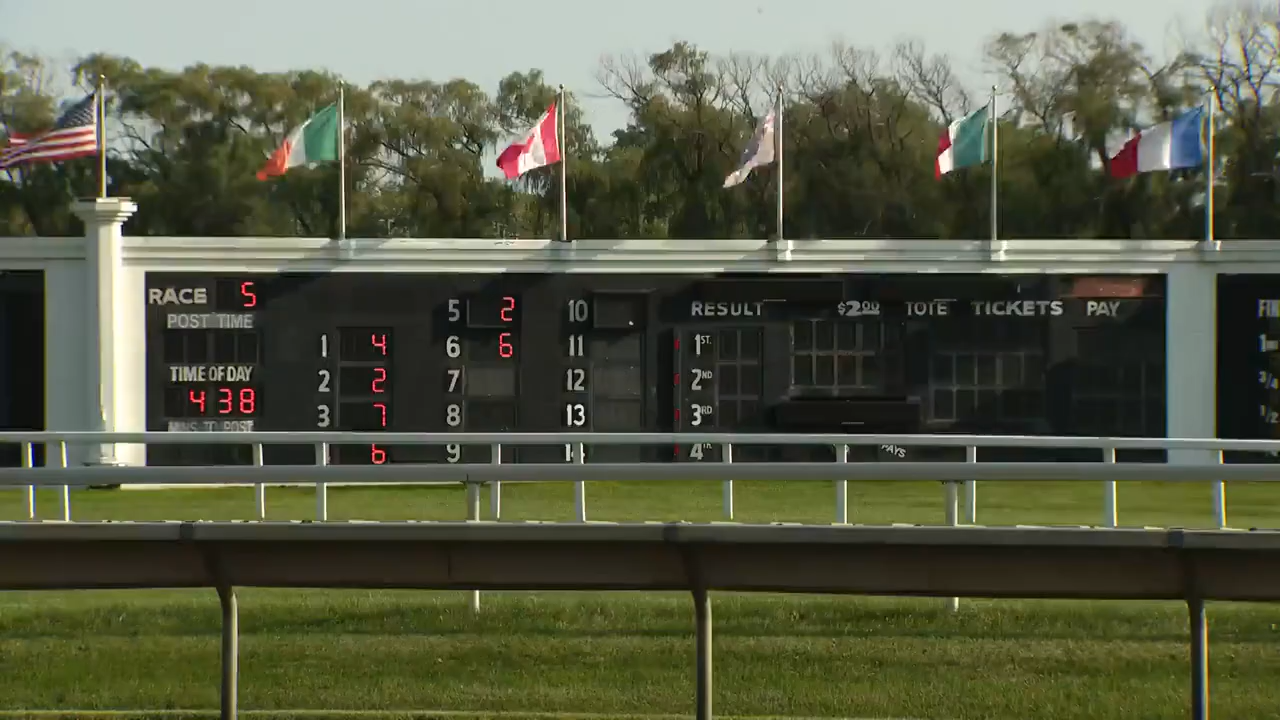 RACE 5
POST TIME
TIME OF DAY
4 38
MINS TO POST
1 4
2 2
3 7
6
5 2
6 6
7
8
9
10
11
12
13
RESULT $2.00 TOTE TICKETS PAY
1ST.
2ND
3RD
4TH
PAYS